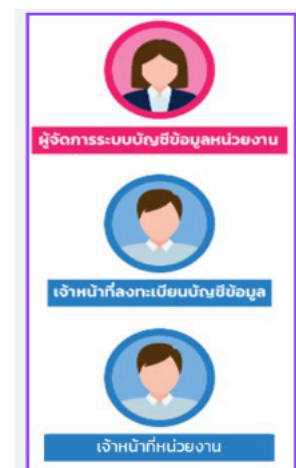 ผู้จัดการระบบบัญชีข้อมูลหน่วยงาน
เจ้าหน้าที่ลงทะเบียนบัญชีข้อมูล
เจ้าหน้าที่หน่วยงาน